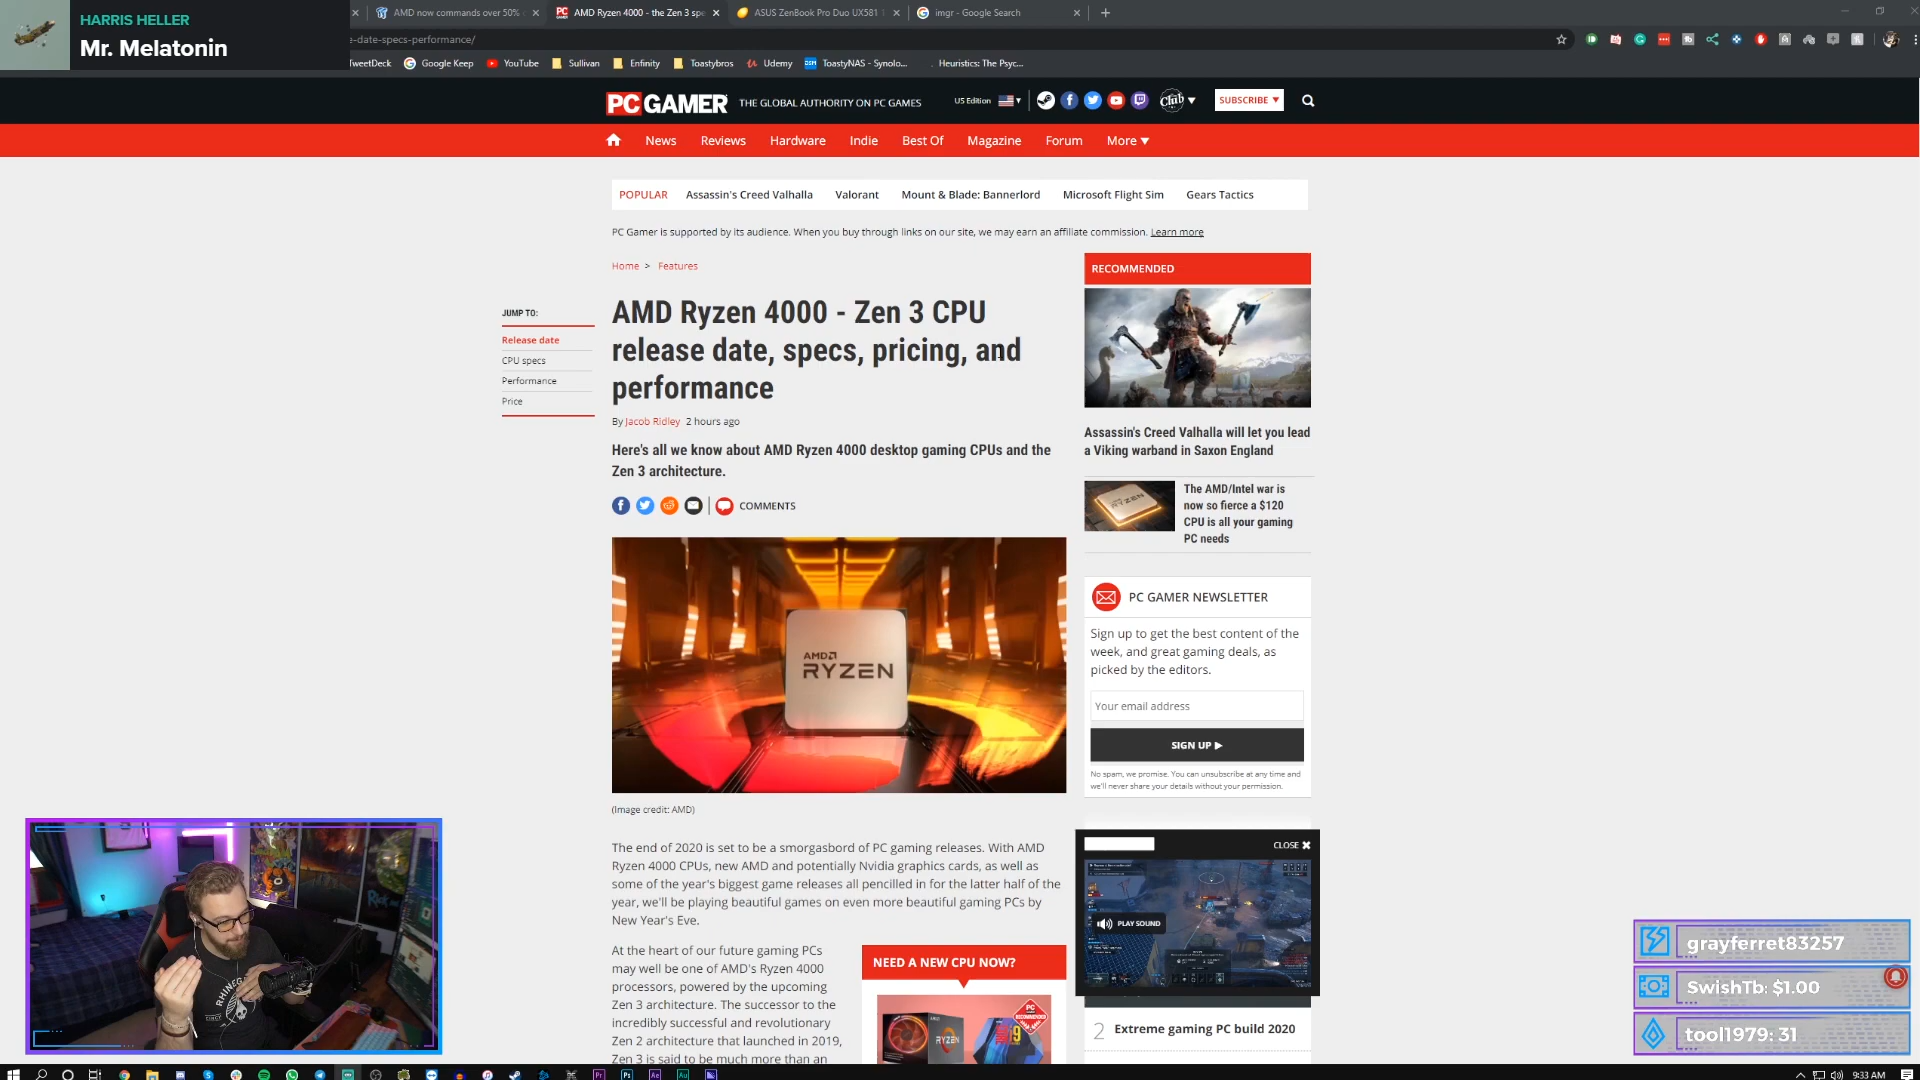 HARRIS HELLER
Mr. Melatonin
AMD now commands over 50%
AMD Ryzen 4000 - the Zen 3 spe
ASUS ZenBook Pro Duo UX581
imgr - Google Search
e-date-specs-performance/
TweetDeck
Google Keep
YouTube
Sullivan
Enfinity
Toastybros
Udemy
ToastyNAS - Synolo...
Heuristics: The Psyc...
PC GAMER
THE GLOBAL AUTHORITY ON PC GAMES
US Edition
Club
SUBSCRIBE
News
Reviews
Hardware
Indie
Best Of
Magazine
Forum
More
POPULAR
Assassin's Creed Valhalla
Valorant
Mount & Blade: Bannerlord
Microsoft Flight Sim
Gears Tactics
PC Gamer is supported by its audience. When you buy through links on our site, we may earn an affiliate commission. Learn more
Home > Features
JUMP TO:
Release date
CPU specs
Performance
Price
AMD Ryzen 4000 - Zen 3 CPU
release date, specs, pricing, and
performance
By Jacob Ridley 2 hours ago
Here's all we know about AMD Ryzen 4000 desktop gaming CPUs and the
Zen 3 architecture.
COMMENTS
AMD
RYZEN
(Image credit: AMD)
The end of 2020 is set to be a smorgasbord of PC gaming releases. With AMD
Ryzen 4000 CPUs, new AMD and potentially Nvidia graphics cards, as well as
some of the year's biggest game releases all pencilled in for the latter half of the
year, we'll be playing beautiful games on even more beautiful gaming PCs by
New Year's Eve.
At the heart of our future gaming PCs
may well be one of AMD's Ryzen 4000
processors, powered by the upcoming
Zen 3 architecture. The successor to the
incredibly successful and revolutionary
Zen 2 architecture that launched in 2019,
Zen 3 is said to be much more than an
NEED A NEW CPU NOW?
RYZEN
RECOMMENDED
Assassin's Creed Valhalla will let you lead
a Viking warband in Saxon England
RYZEN
The AMD/Intel war is
now so fierce a $120
CPU is all your gaming
PC needs
PC GAMER NEWSLETTER
Sign up to get the best content of the
week, and great gaming deals, as
picked by the editors.
Your email address
SIGN UP
No spam, we promise. You can unsubscribe at any time and
we'll never share your details without your permission.
CLOSE
PLAY SOUND
2 Extreme gaming PC build 2020
grayferret83257
SwishTb: $1.00
tool1979: 31
9:33 AM